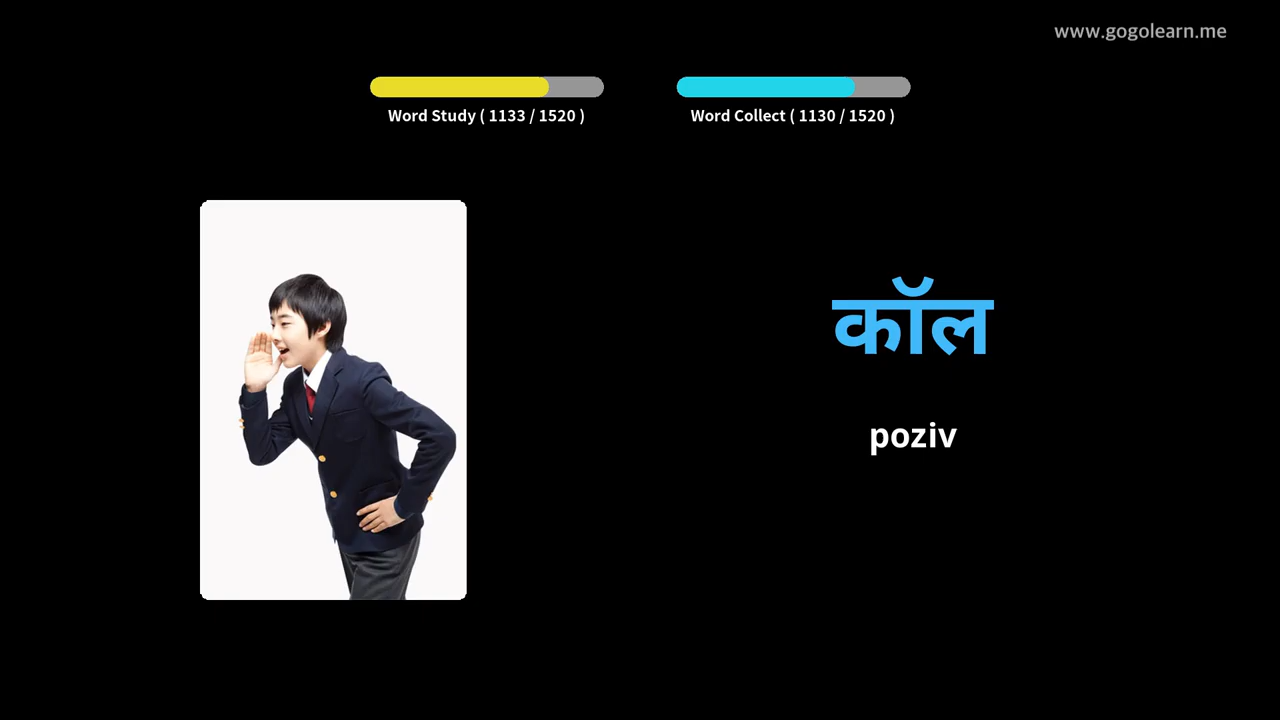 www.gogolearn.me
Word Study ( 1133 / 1520 )
Word Collect ( 1130 / 1520 )
कॉल
poziv